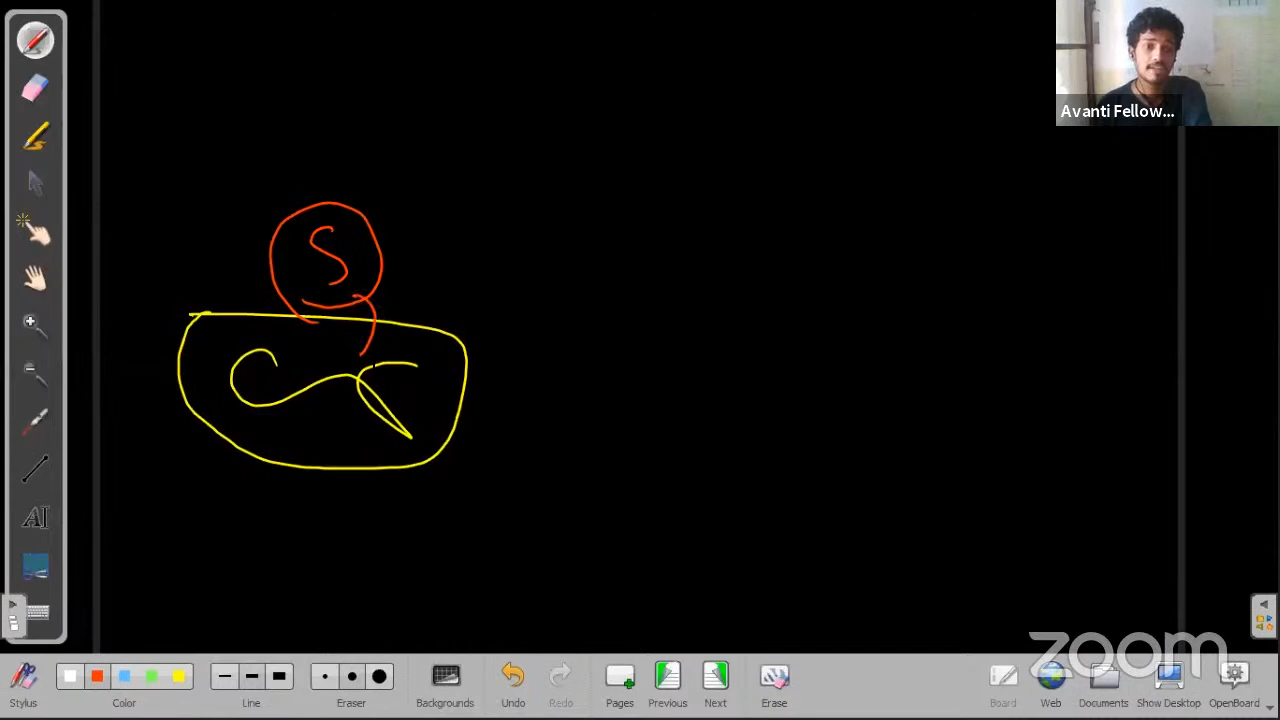 Avanti Fellow...
S
zoom
AI
Stylus
Color
Line
Eraser
Backgrounds
Undo
Redo
Pages
Previous
Next
Erase
Board
Web
Documents
Show Desktop
OpenBoard